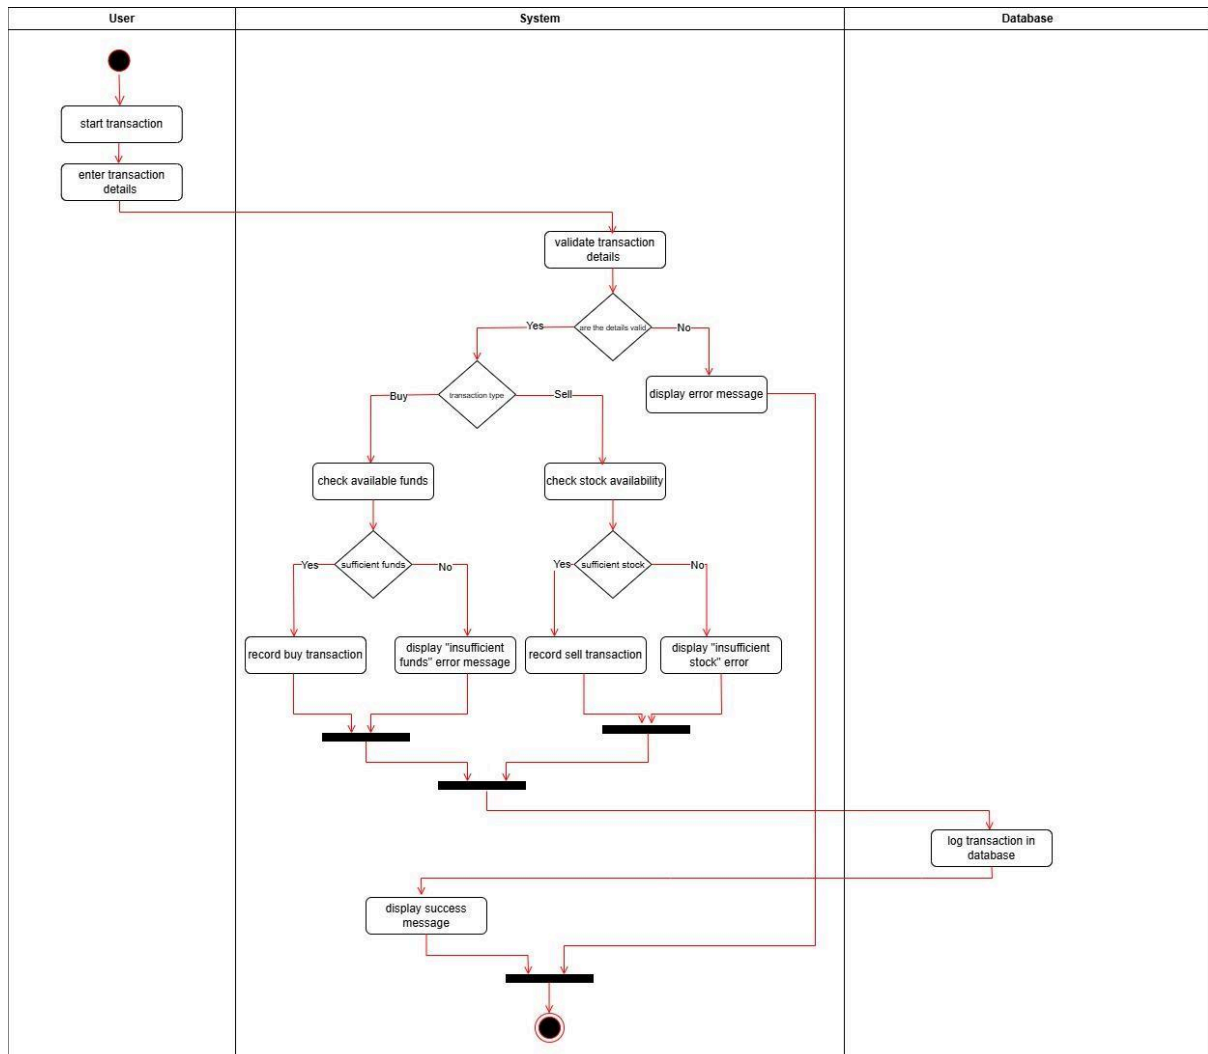 User
System
Database
start transaction
enter transaction
details
validate transaction
details
are the details valid
Yes
No
transaction type
Buy
Sell
display error message
check available funds
check stock availability
sufficient funds
Yes
No
sufficient stock
Yes
No
record buy transaction
display "insufficient
funds" error message
record sell transaction
display "insufficient
stock" error
log transaction in
database
display success
message